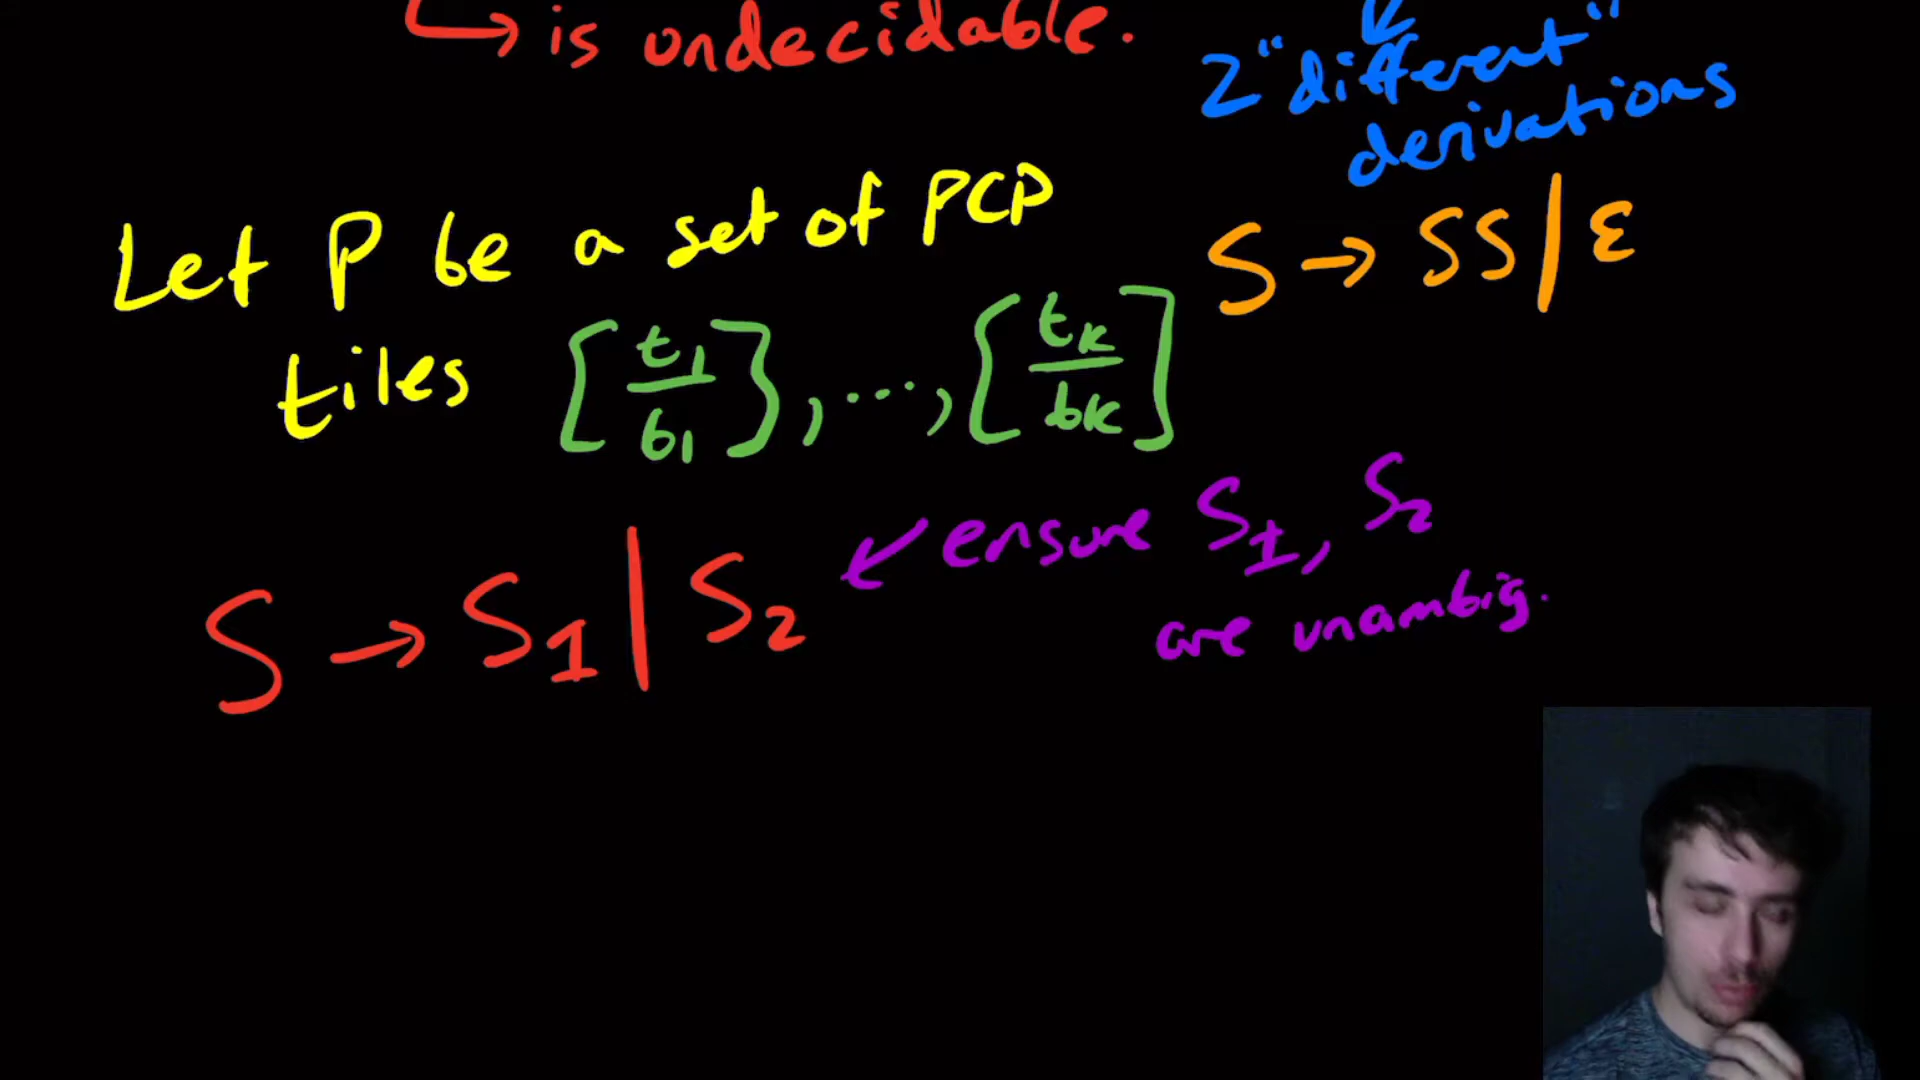 ↳ is undecidable.
2 "different"
derivations
S → SS | ε
Let P be a set of PCP
tiles [t1/b1], ..., [tk/bk]
S → S1 | S2
↙ ensure S1, S2
are unambig.